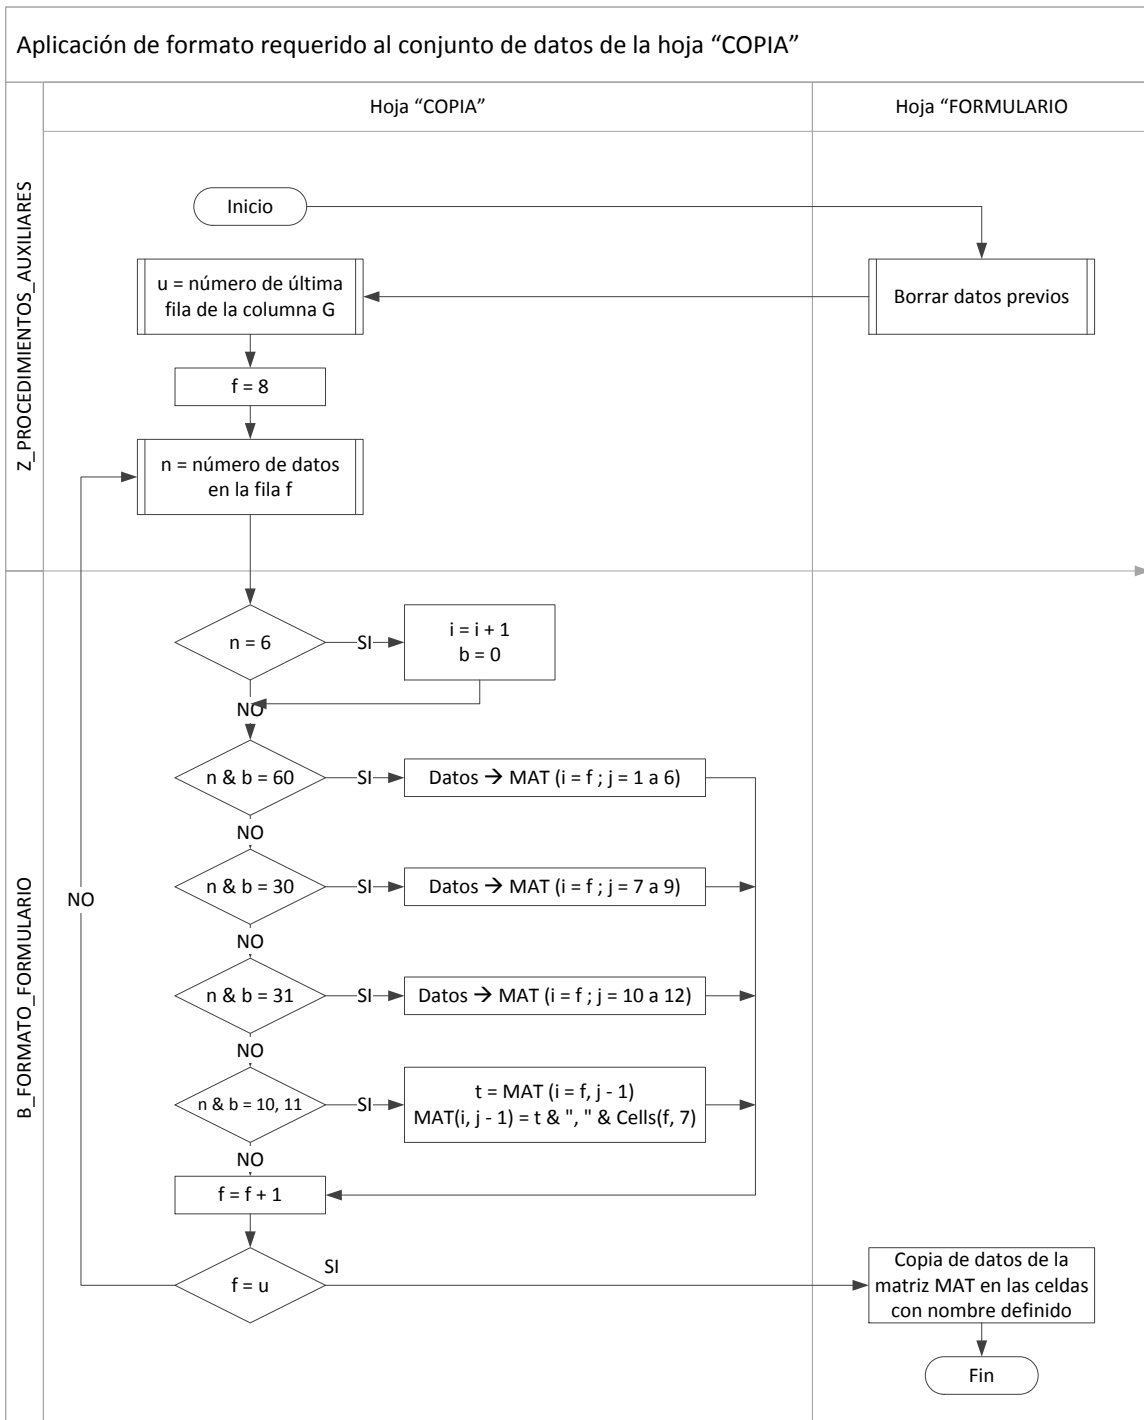 Aplicación de formato requerido al conjunto de datos de la hoja “COPIA”
Hoja “COPIA”
Hoja “FORMULARIO
Z_PROCEDIMIENTOS_AUXILIARES
Inicio
u = número de última
fila de la columna G
Borrar datos previos
f = 8
n = número de datos
en la fila f
B_FORMATO_FORMULARIO
n = 6
SI
i = i + 1
b = 0
NO
n & b = 60
SI
Datos → MAT (i = f ; j = 1 a 6)
NO
n & b = 30
SI
Datos → MAT (i = f ; j = 7 a 9)
NO
NO
n & b = 31
SI
Datos → MAT (i = f ; j = 10 a 12)
NO
n & b = 10, 11
SI
t = MAT (i = f, j - 1)
MAT(i, j - 1) = t & ", " & Cells(f, 7)
NO
f = f + 1
f = u
SI
Copia de datos de la
matriz MAT en las celdas
con nombre definido
Fin